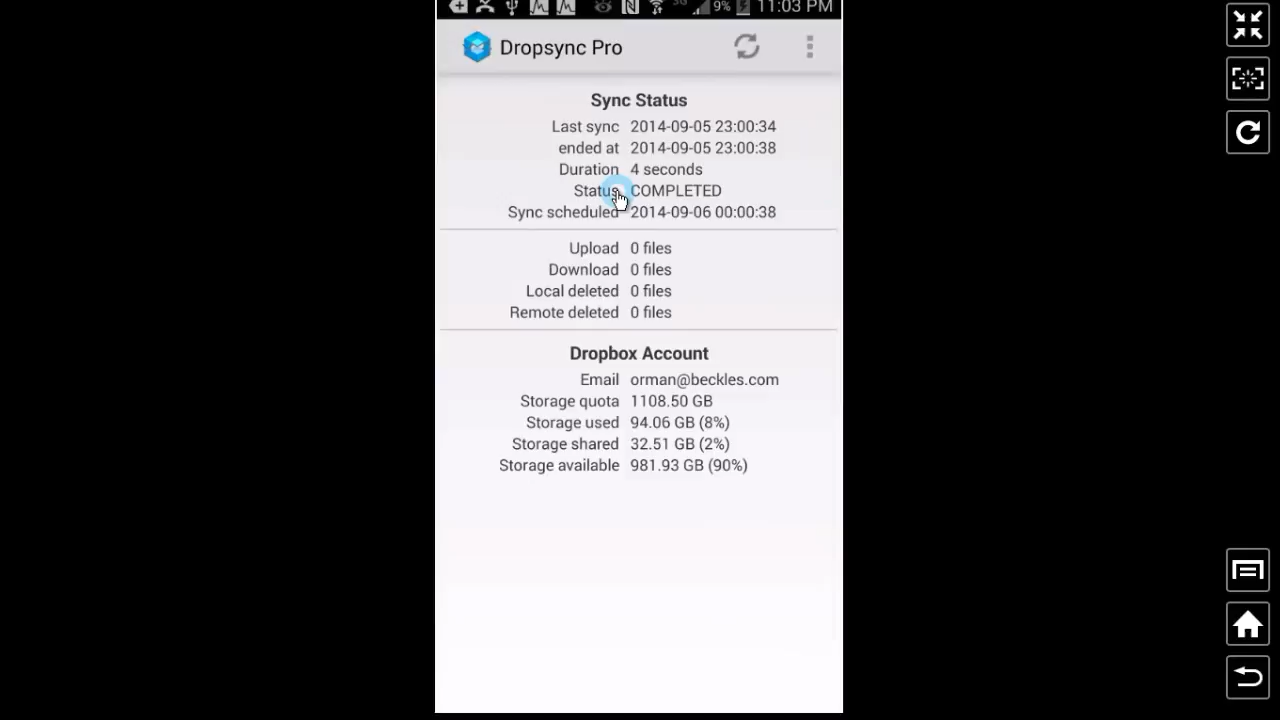 3G 9% 11:03 PM
Dropsync Pro
Sync Status
Last sync 2014-09-05 23:00:34
ended at 2014-09-05 23:00:38
Duration 4 seconds
Status COMPLETED
Sync scheduled 2014-09-06 00:00:38
Upload 0 files
Download 0 files
Local deleted 0 files
Remote deleted 0 files
Dropbox Account
Email orman@beckles.com
Storage quota 1108.50 GB
Storage used 94.06 GB (8%)
Storage shared 32.51 GB (2%)
Storage available 981.93 GB (90%)